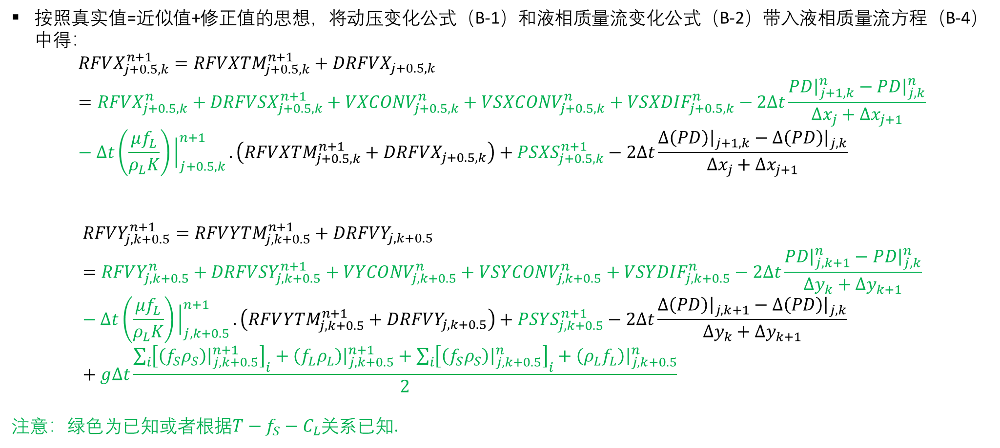 ▪ 按照真实值=近似值+修正值的思想，将动压变化公式（B-1）和液相质量流变化公式（B-2）带入液相质量流方程（B-4）
中得：
$RFVX_{j+0.5,k}^{n+1} = RFVXTM_{j+0.5,k}^{n+1} + DRFVX_{j+0.5,k}$
$= RFVX_{j+0.5,k}^{n} + DRFVSX_{j+0.5,k}^{n+1} + VXCONV_{j+0.5,k}^{n} + VSXCONV_{j+0.5,k}^{n} + VSXDIF_{j+0.5,k}^{n} - 2\Delta t \frac{PD|_{j+1,k}^{n} - PD|_{j,k}^{n}}{\Delta x_j + \Delta x_{j+1}}$
$- \Delta t \left(\frac{\mu f_L}{\rho_L K}\right)\Big|_{j+0.5,k}^{n+1} . (RFVXTM_{j+0.5,k}^{n+1} + DRFVX_{j+0.5,k}) + PSXS_{j+0.5,k}^{n+1} - 2\Delta t \frac{\Delta(PD)|_{j+1,k} - \Delta(PD)|_{j,k}}{\Delta x_j + \Delta x_{j+1}}$
$RFVY_{j,k+0.5}^{n+1} = RFVYTM_{j,k+0.5}^{n+1} + DRFVY_{j,k+0.5}$
$= RFVY_{j,k+0.5}^{n} + DRFVSY_{j,k+0.5}^{n+1} + VYCONV_{j,k+0.5}^{n} + VSYCONV_{j,k+0.5}^{n} + VSYDIF_{j,k+0.5}^{n} - 2\Delta t \frac{PD|_{j,k+1}^{n} - PD|_{j,k}^{n}}{\Delta y_k + \Delta y_{k+1}}$
$- \Delta t \left(\frac{\mu f_L}{\rho_L K}\right)\Big|_{j,k+0.5}^{n+1} . (RFVYTM_{j,k+0.5}^{n+1} + DRFVY_{j,k+0.5}) + PSYS_{j,k+0.5}^{n+1} - 2\Delta t \frac{\Delta(PD)|_{j,k+1} - \Delta(PD)|_{j,k}}{\Delta y_k + \Delta y_{k+1}}$
$+ g\Delta t \frac{\sum_i [(f_S \rho_S)|_{j,k+0.5}^{n+1}]_i + (f_L \rho_L)|_{j,k+0.5}^{n+1} + \sum_i [(f_S \rho_S)|_{j,k+0.5}^{n}]_i + (\rho_L f_L)|_{j,k+0.5}^{n}}{2}$
注意：绿色为已知或者根据$T - f_S - C_L$关系已知.